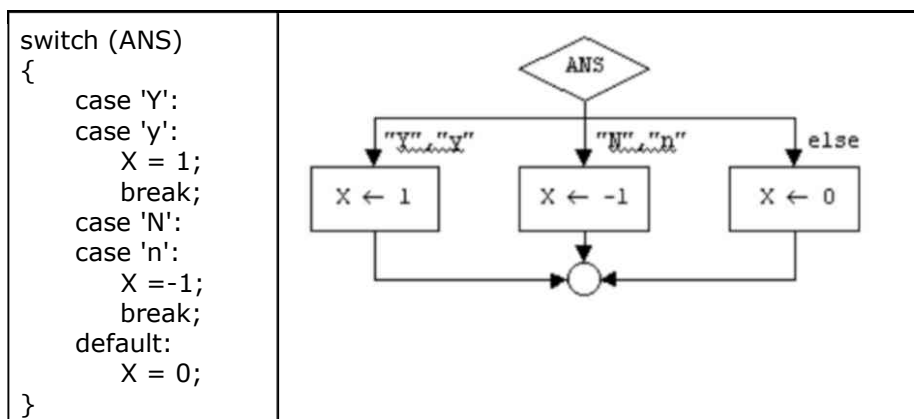 switch (ANS)
{
case 'Y':
case 'y':
X = 1;
break;
case 'N':
case 'n':
X =-1;
break;
default:
X = 0;
}
ANS
"Y","y"
"N","n"
else
X ← 1
X ← -1
X ← 0